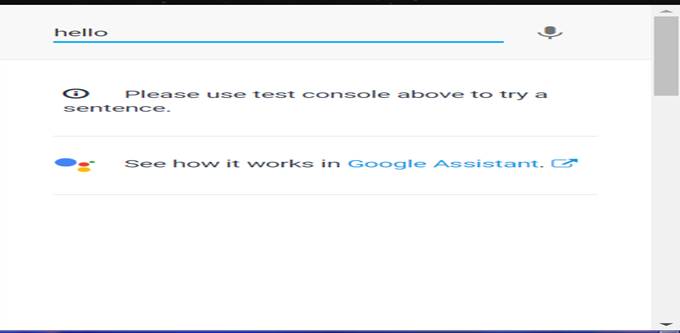 hello
Please use test console above to try a
sentence.
See how it works in Google Assistant.